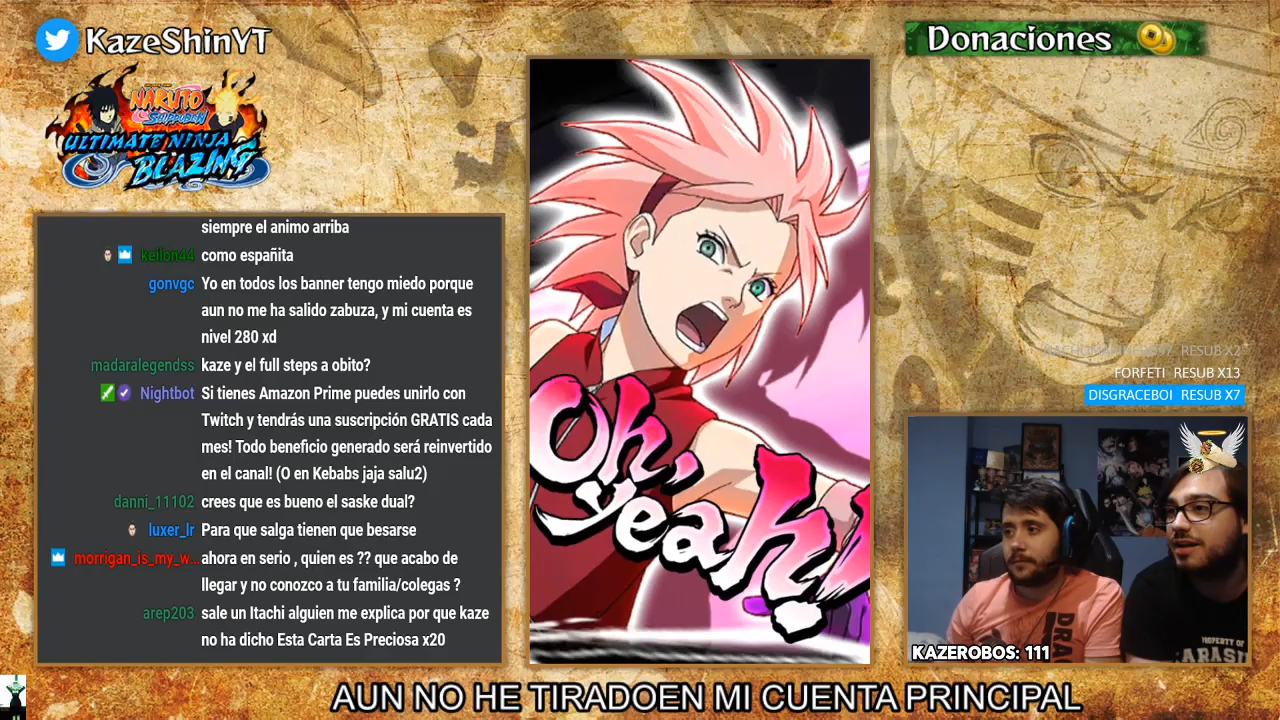 KazeShinYT
NARUTO
SHIPPUDEN
ULTIMATE NINJA
BLAZING
siempre el animo arriba
keilon44 como españita
gonvgc Yo en todos los banner tengo miedo porque
aun no me ha salido zabuza, y mi cuenta es
nivel 280 xd
madaralegendss kaze y el full steps a obito?
Nightbot Si tienes Amazon Prime puedes unirlo con
Twitch y tendrás una suscripción GRATIS cada
mes! Todo beneficio generado será reinvertido
en el canal! (O en Kebabs jaja salu2)
danni_11102 crees que es bueno el saske dual?
luxer_lr Para que salga tienen que besarse
morrigan_is_my_w... ahora en serio , quien es ?? que acabo de
llegar y no conozco a tu familia/colegas ?
arep203 sale un Itachi alguien me explica por que kaze
no ha dicho Esta Carta Es Preciosa x20
Oh,
yeah!
Donaciones
RESUB X2
FORFETI RESUB X13
DISGRACEBOI RESUB X7
DRA
PROPERTY OF
ARASU
KAZEROBOS: 111
AUN NO HE TIRADOEN MI CUENTA PRINCIPAL